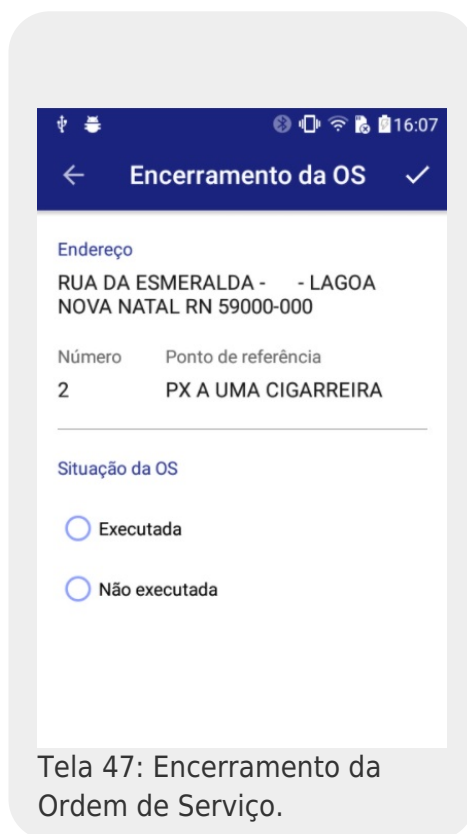 16:07
Encerramento da OS
Endereço
RUA DA ESMERALDA - - LAGOA
NOVA NATAL RN 59000-000
Número Ponto de referência
2 PX A UMA CIGARREIRA
Situação da OS
Executada
Não executada
Tela 47: Encerramento da
Ordem de Serviço.